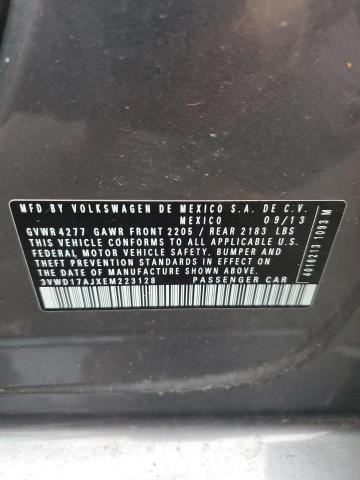 MFD. BY VOLKSWAGEN DE MEXICO S.A. DE C.V.
MEXICO 09/13
GVWR 4277 GAWR FRONT 2205 / REAR 2183 LBS
THIS VEHICLE CONFORMS TO ALL APPLICABLE U.S.
FEDERAL MOTOR VEHICLE SAFETY, BUMPER AND
THEFT PREVENTION STANDARDS IN EFFECT ON
THE DATE OF MANUFACTURE SHOWN ABOVE.
3VWD17AJXEM223128 PASSENGER CAR
4016213 1093 M